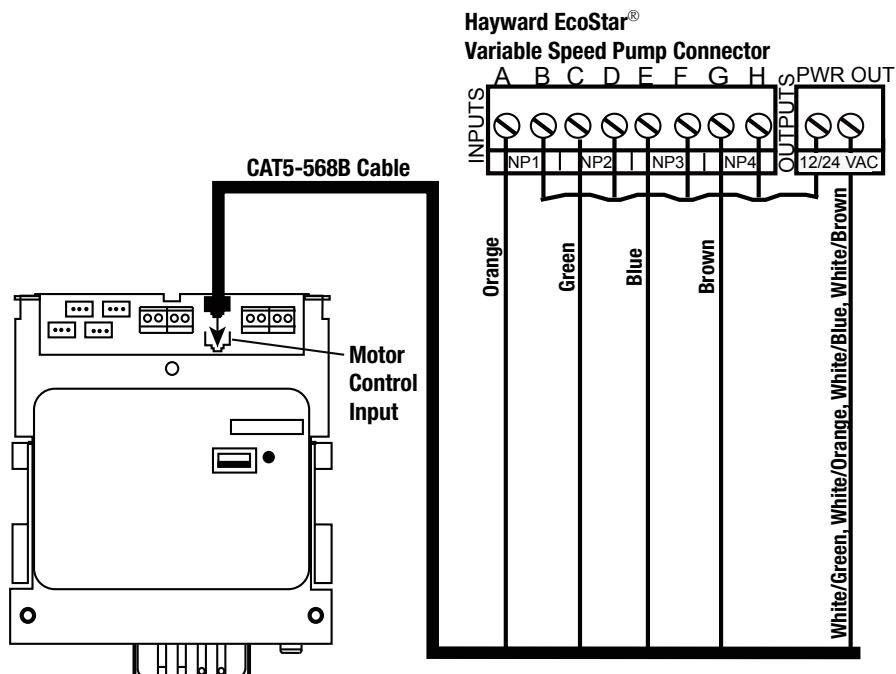 Hayward EcoStar®
Variable Speed Pump Connector
A B C D E F G H
PWR OUT
INPUTS
OUTPUTS
NP1 | NP2 | NP3 | NP4
12/24 VAC
CAT5-568B Cable
Orange
Green
Blue
Brown
White/Green, White/Orange, White/Blue, White/Brown
Motor
Control
Input